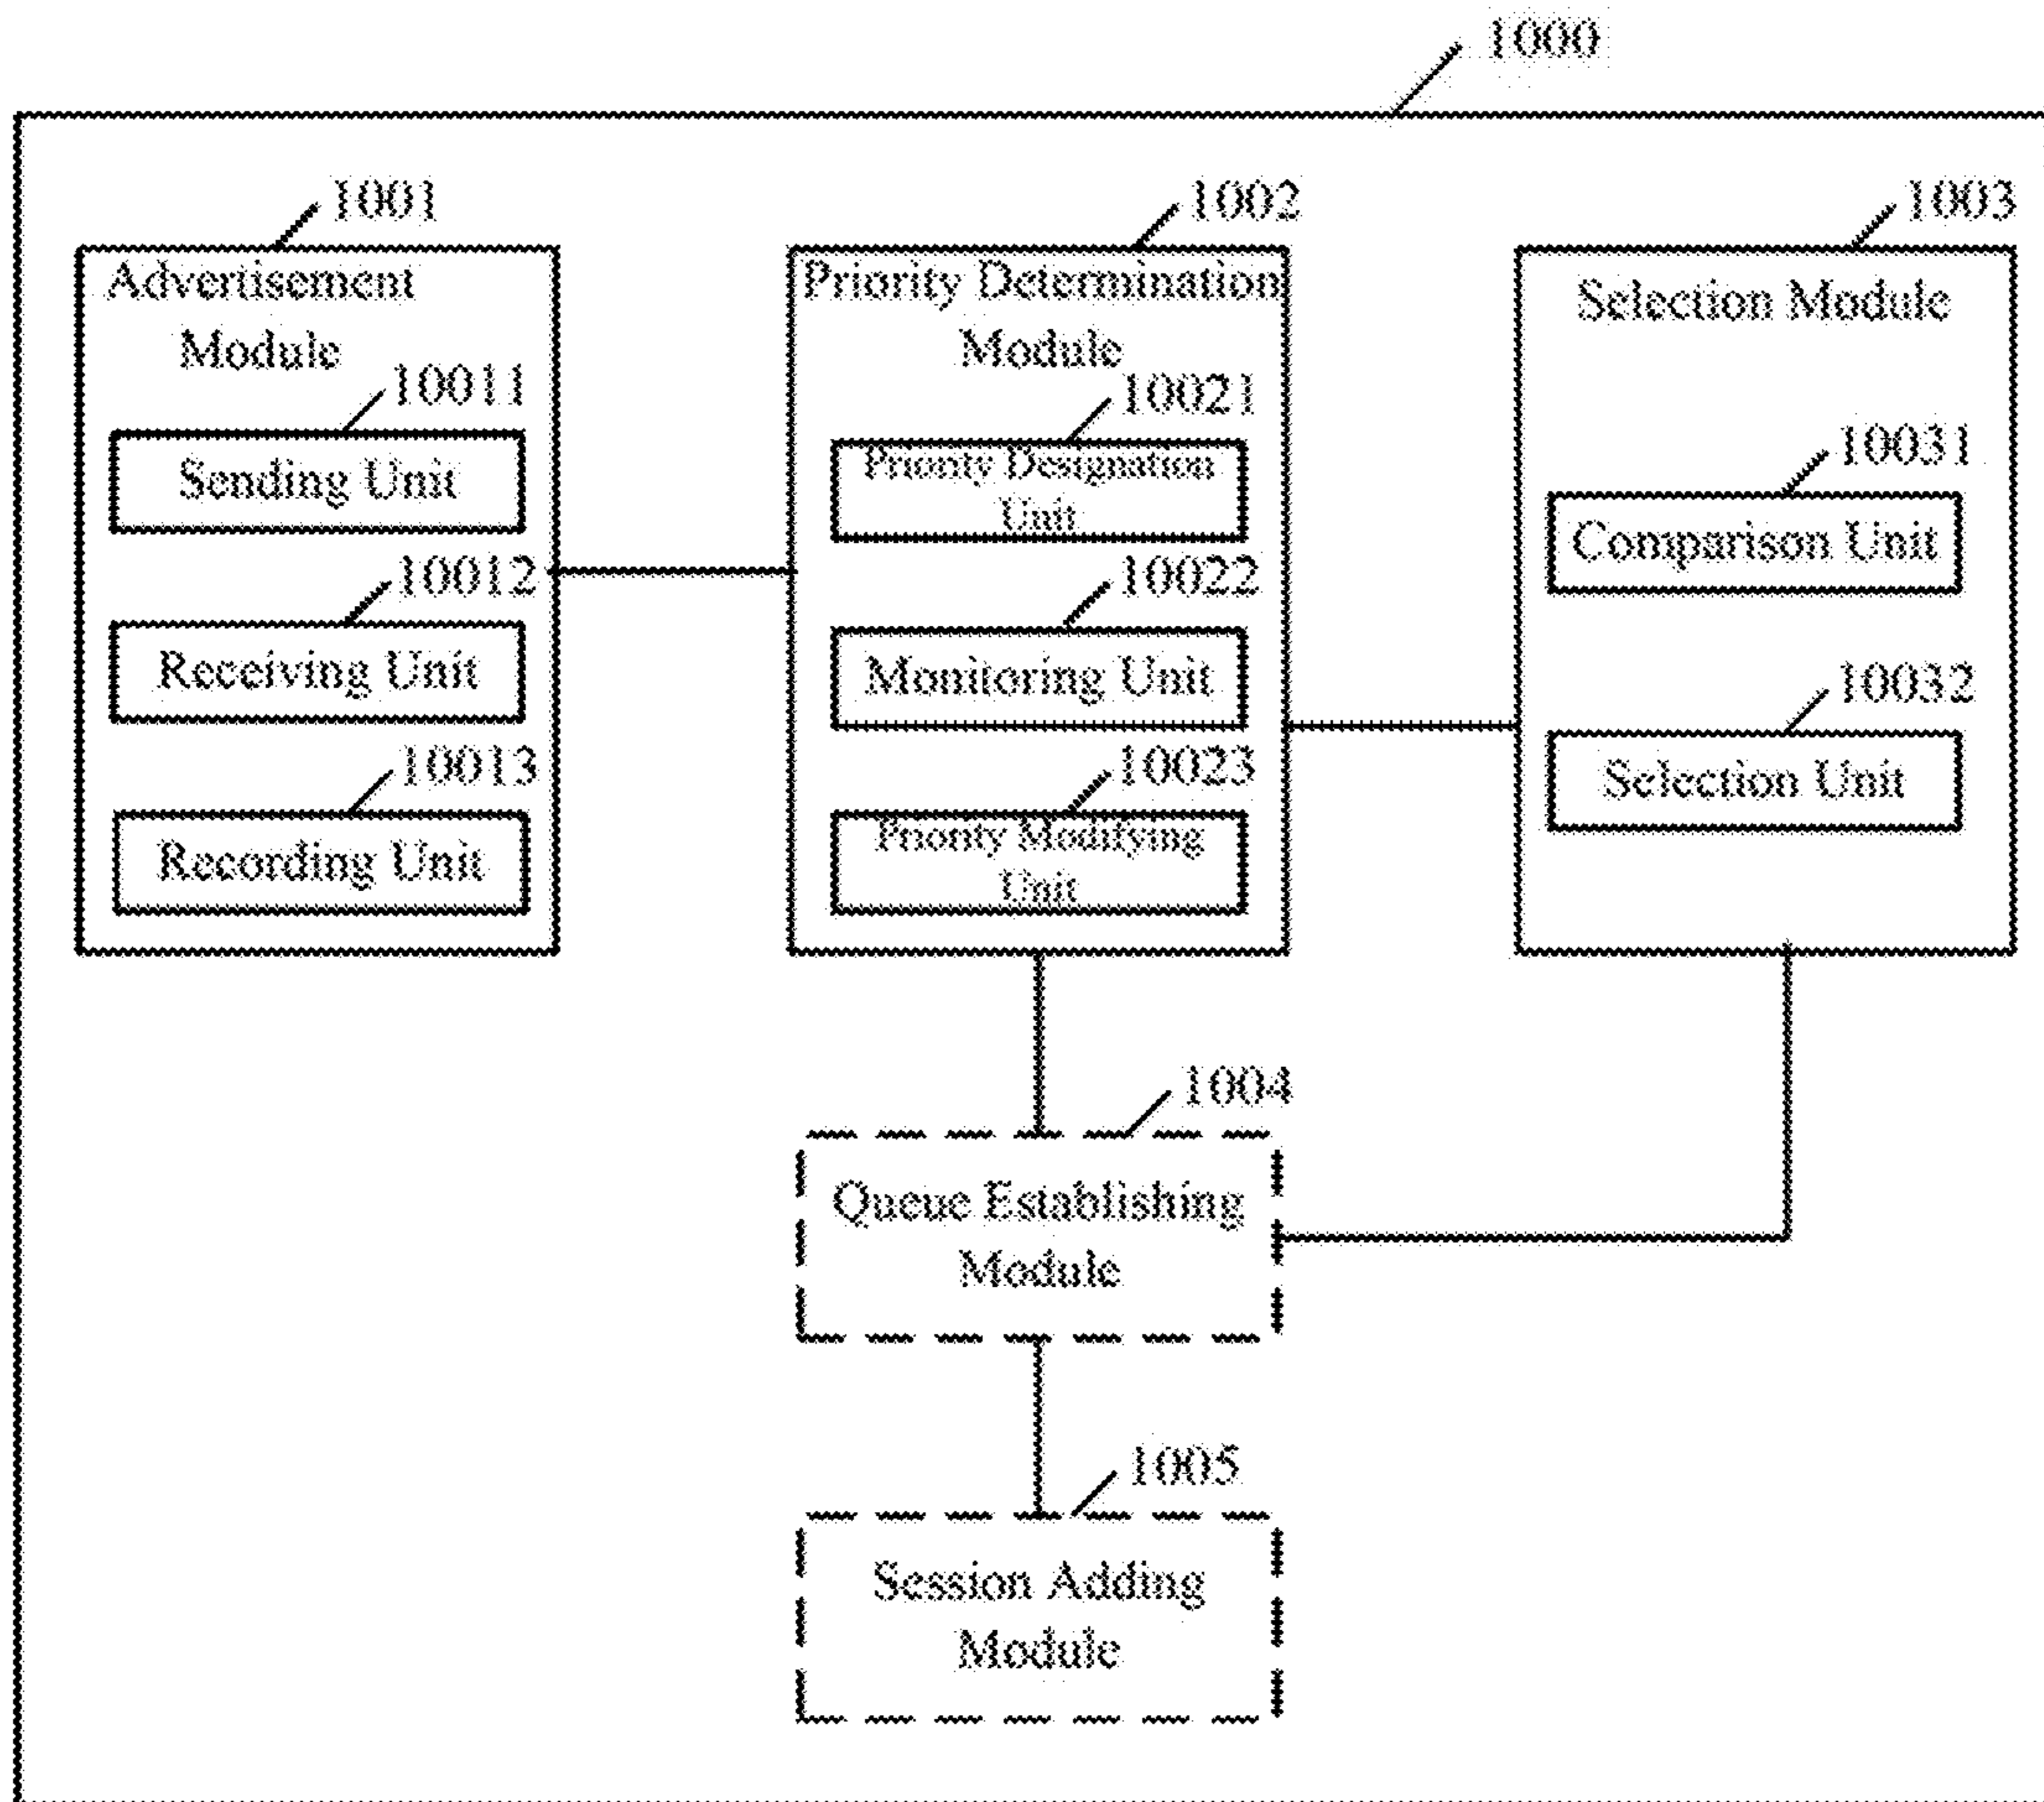 1000
1001
1002
1003
Advertisement
Module
10011
Sending Unit
10012
Receiving Unit
10013
Recording Unit
Priority Determination
Module
10021
Priority Designation
Unit
10022
Monitoring Unit
10023
Priority Modifying
Unit
Selection Module
10031
Comparison Unit
10032
Selection Unit
1004
Queue Establishing
Module
1005
Session Adding
Module